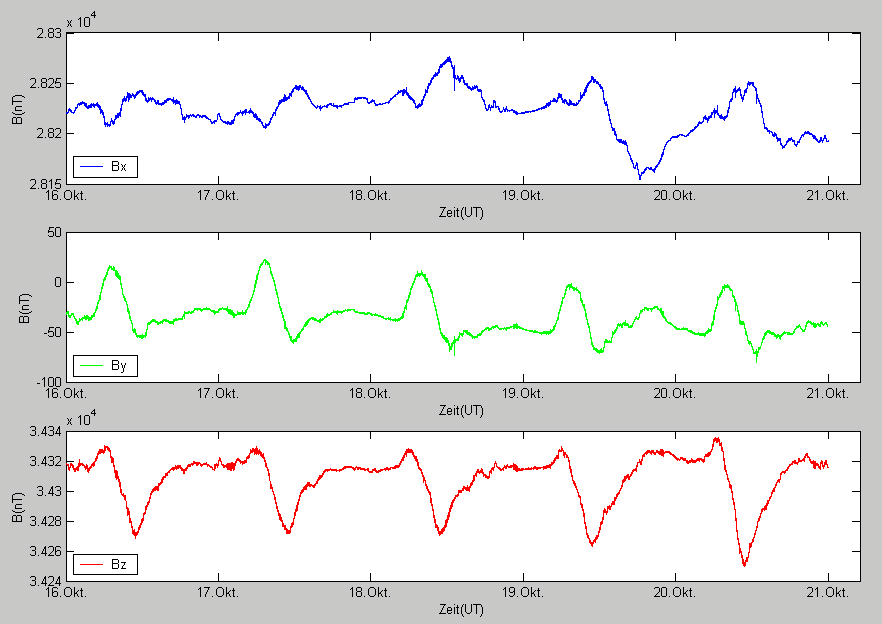 x 10^4
2.83
2.825
2.82
2.815
B(nT)
Bx
16.Okt. 17.Okt. 18.Okt. 19.Okt. 20.Okt. 21.Okt.
Zeit(UT)
50
0
-50
-100
B(nT)
By
16.Okt. 17.Okt. 18.Okt. 19.Okt. 20.Okt. 21.Okt.
Zeit(UT)
x 10^4
3.434
3.432
3.43
3.428
3.426
3.424
B(nT)
Bz
16.Okt. 17.Okt. 18.Okt. 19.Okt. 20.Okt. 21.Okt.
Zeit(UT)